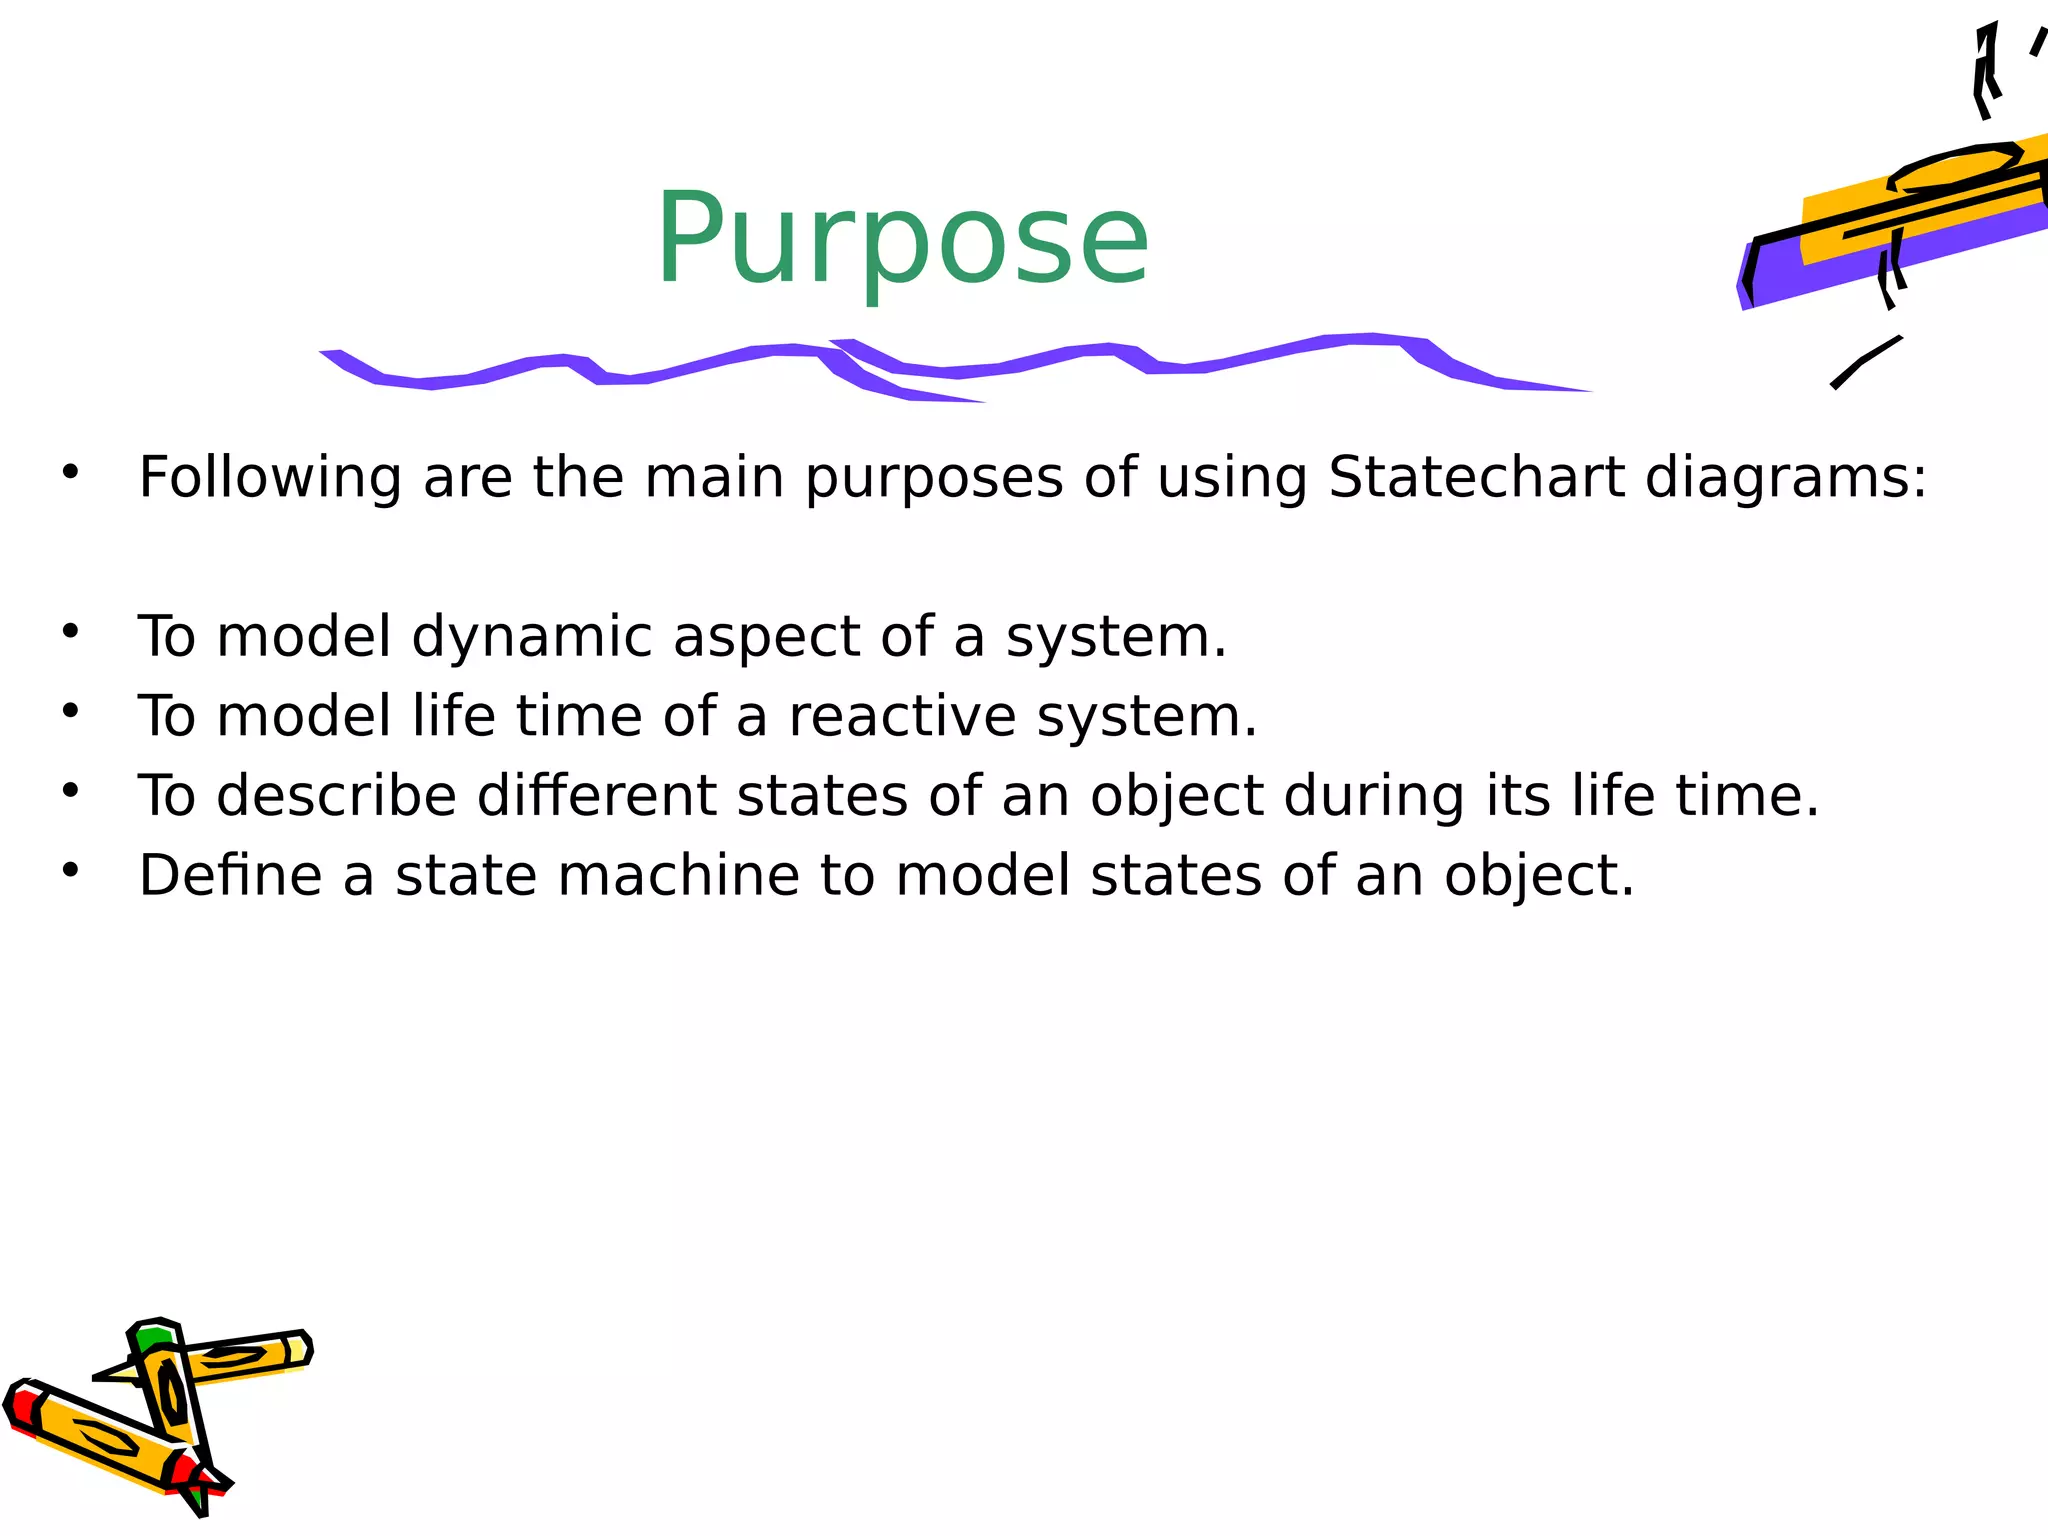 Purpose
• Following are the main purposes of using Statechart diagrams:
• To model dynamic aspect of a system.
• To model life time of a reactive system.
• To describe different states of an object during its life time.
• Define a state machine to model states of an object.